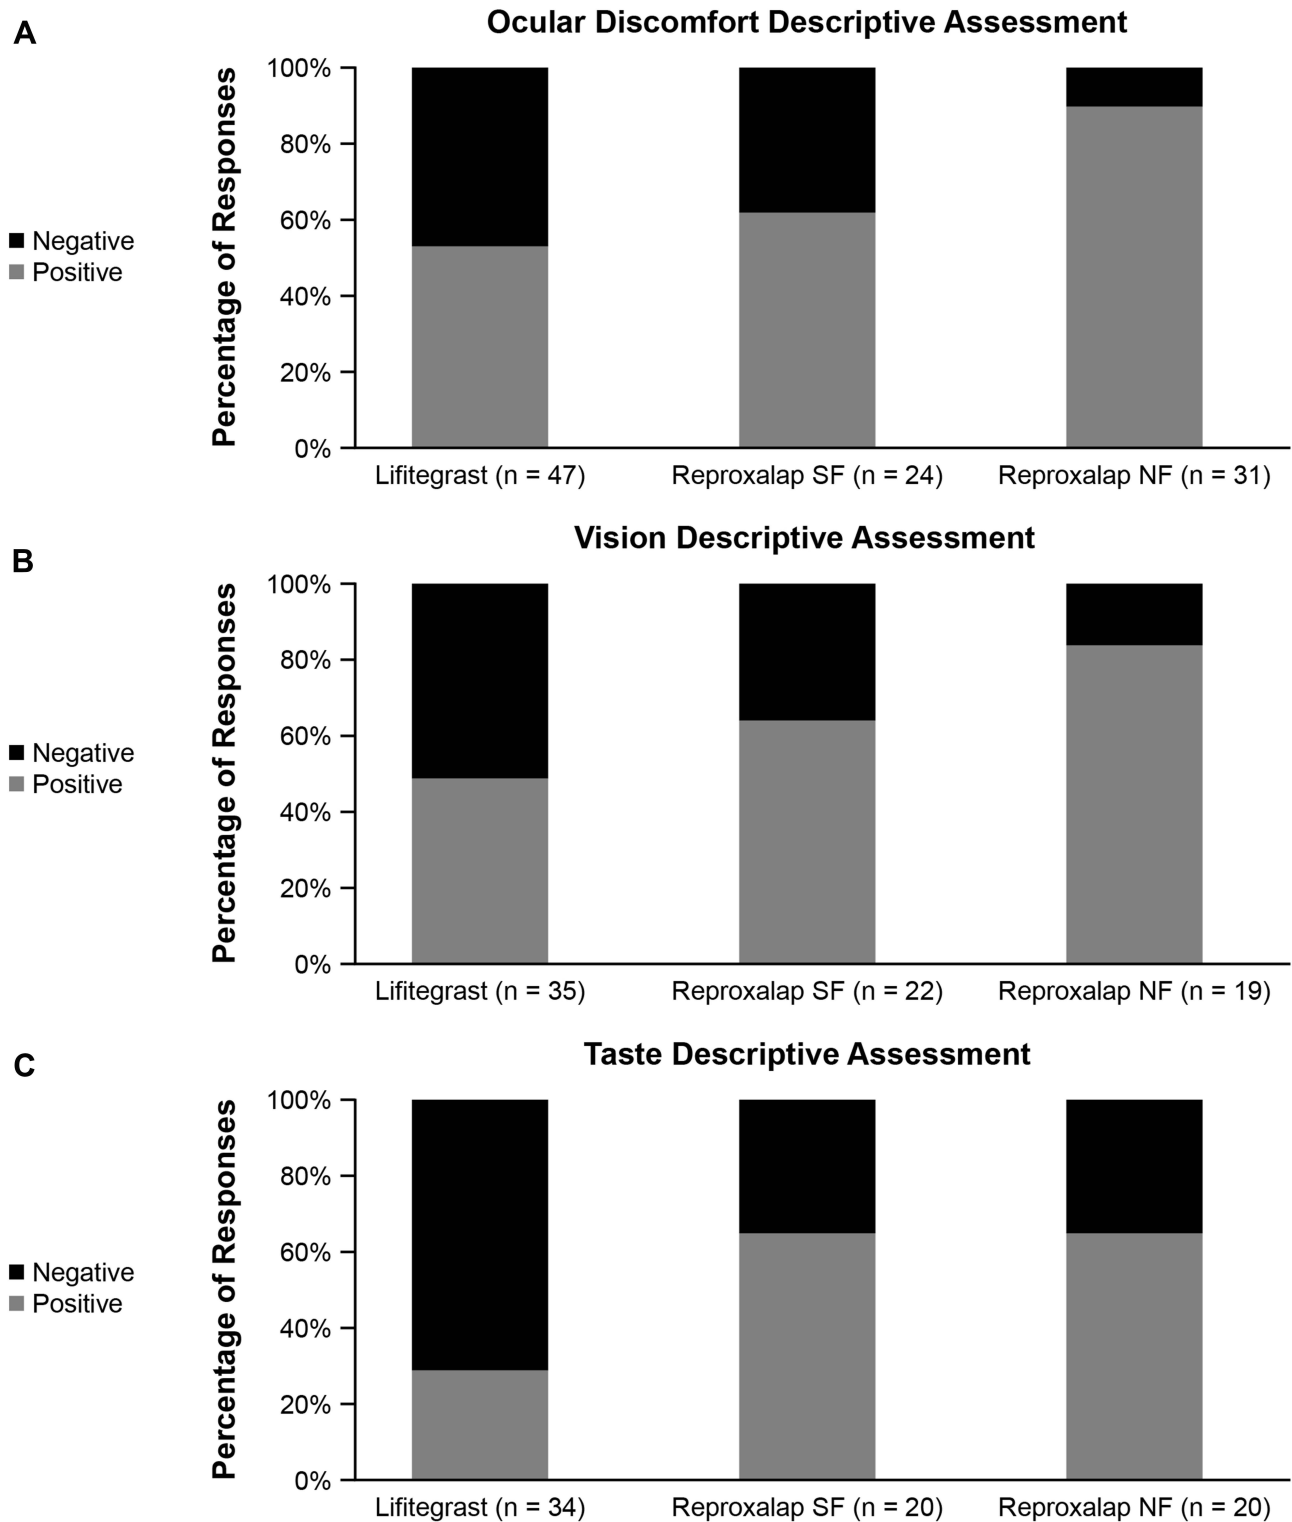 A
Ocular Discomfort Descriptive Assessment
Percentage of Responses
100%
80%
60%
40%
20%
0%
Negative
Positive
Lifitegrast (n = 47)
Reproxalap SF (n = 24)
Reproxalap NF (n = 31)
B
Vision Descriptive Assessment
Percentage of Responses
100%
80%
60%
40%
20%
0%
Negative
Positive
Lifitegrast (n = 35)
Reproxalap SF (n = 22)
Reproxalap NF (n = 19)
C
Taste Descriptive Assessment
Percentage of Responses
100%
80%
60%
40%
20%
0%
Negative
Positive
Lifitegrast (n = 34)
Reproxalap SF (n = 20)
Reproxalap NF (n = 20)